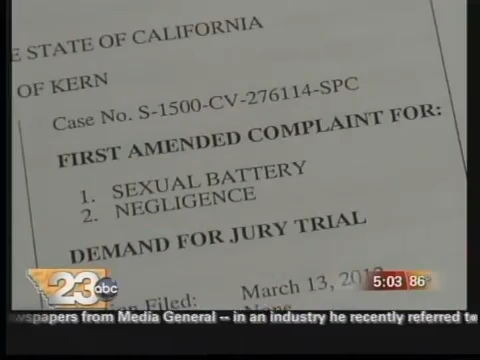 E STATE OF CALIFORNIA
OF KERN
Case No. S-1500-CV-276114-SPC
FIRST AMENDED COMPLAINT FOR:
1. SEXUAL BATTERY
2. NEGLIGENCE
DEMAND FOR JURY TRIAL
Filed: March 13,
23 abc
5:03 86°
wspapers from Media General -- in an industry he recently referred t